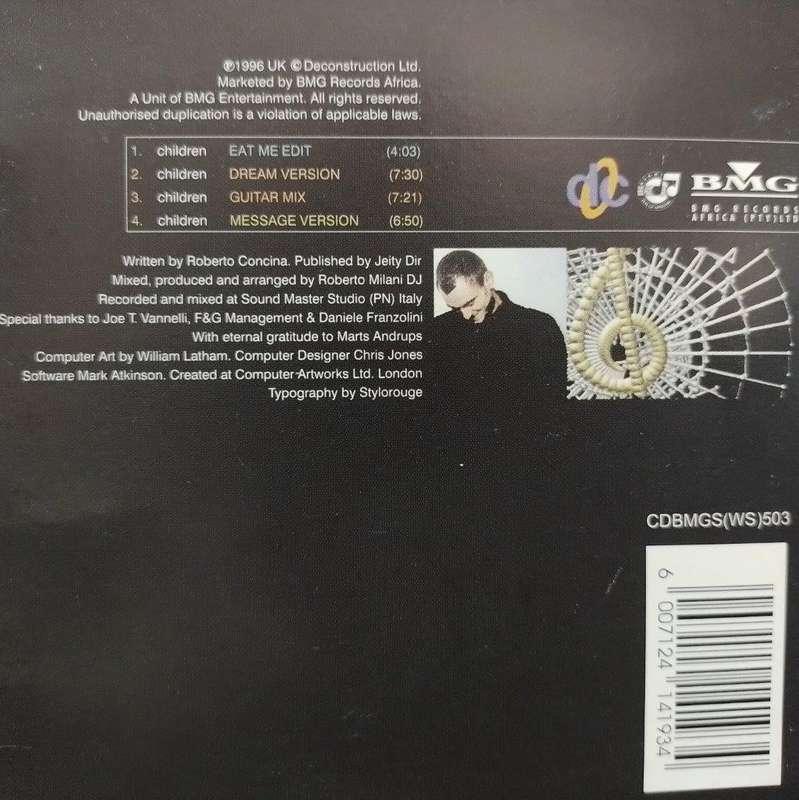 ℗1996 UK ©Deconstruction Ltd.
Marketed by BMG Records Africa.
A Unit of BMG Entertainment. All rights reserved.
Unauthorised duplication is a violation of applicable laws.
1. children EAT ME EDIT (4:03)
2. children DREAM VERSION (7:30)
3. children GUITAR MIX (7:21)
4. children MESSAGE VERSION (6:50)
dc
BMG
BMG RECORDS
AFRICA (PTY) LTD
Written by Roberto Concina. Published by Jeity Dir
Mixed, produced and arranged by Roberto Milani DJ
Recorded and mixed at Sound Master Studio (PN) Italy
Special thanks to Joe T. Vannelli, F&G Management & Daniele Franzolini
With eternal gratitude to Marts Andrups
Computer Art by William Latham. Computer Designer Chris Jones
Software Mark Atkinson. Created at Computer Artworks Ltd. London
Typography by Stylorouge
CDBMGS(WS)503
6 007124 141934